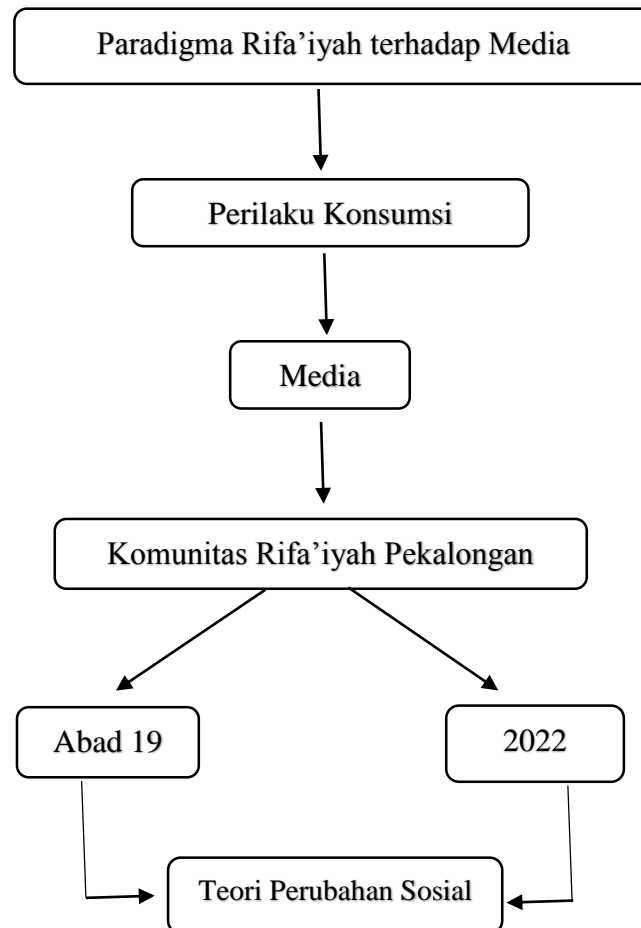 Paradigma Rifa’iyah terhadap Media
Perilaku Konsumsi
Media
Komunitas Rifa’iyah Pekalongan
Abad 19
2022
Teori Perubahan Sosial